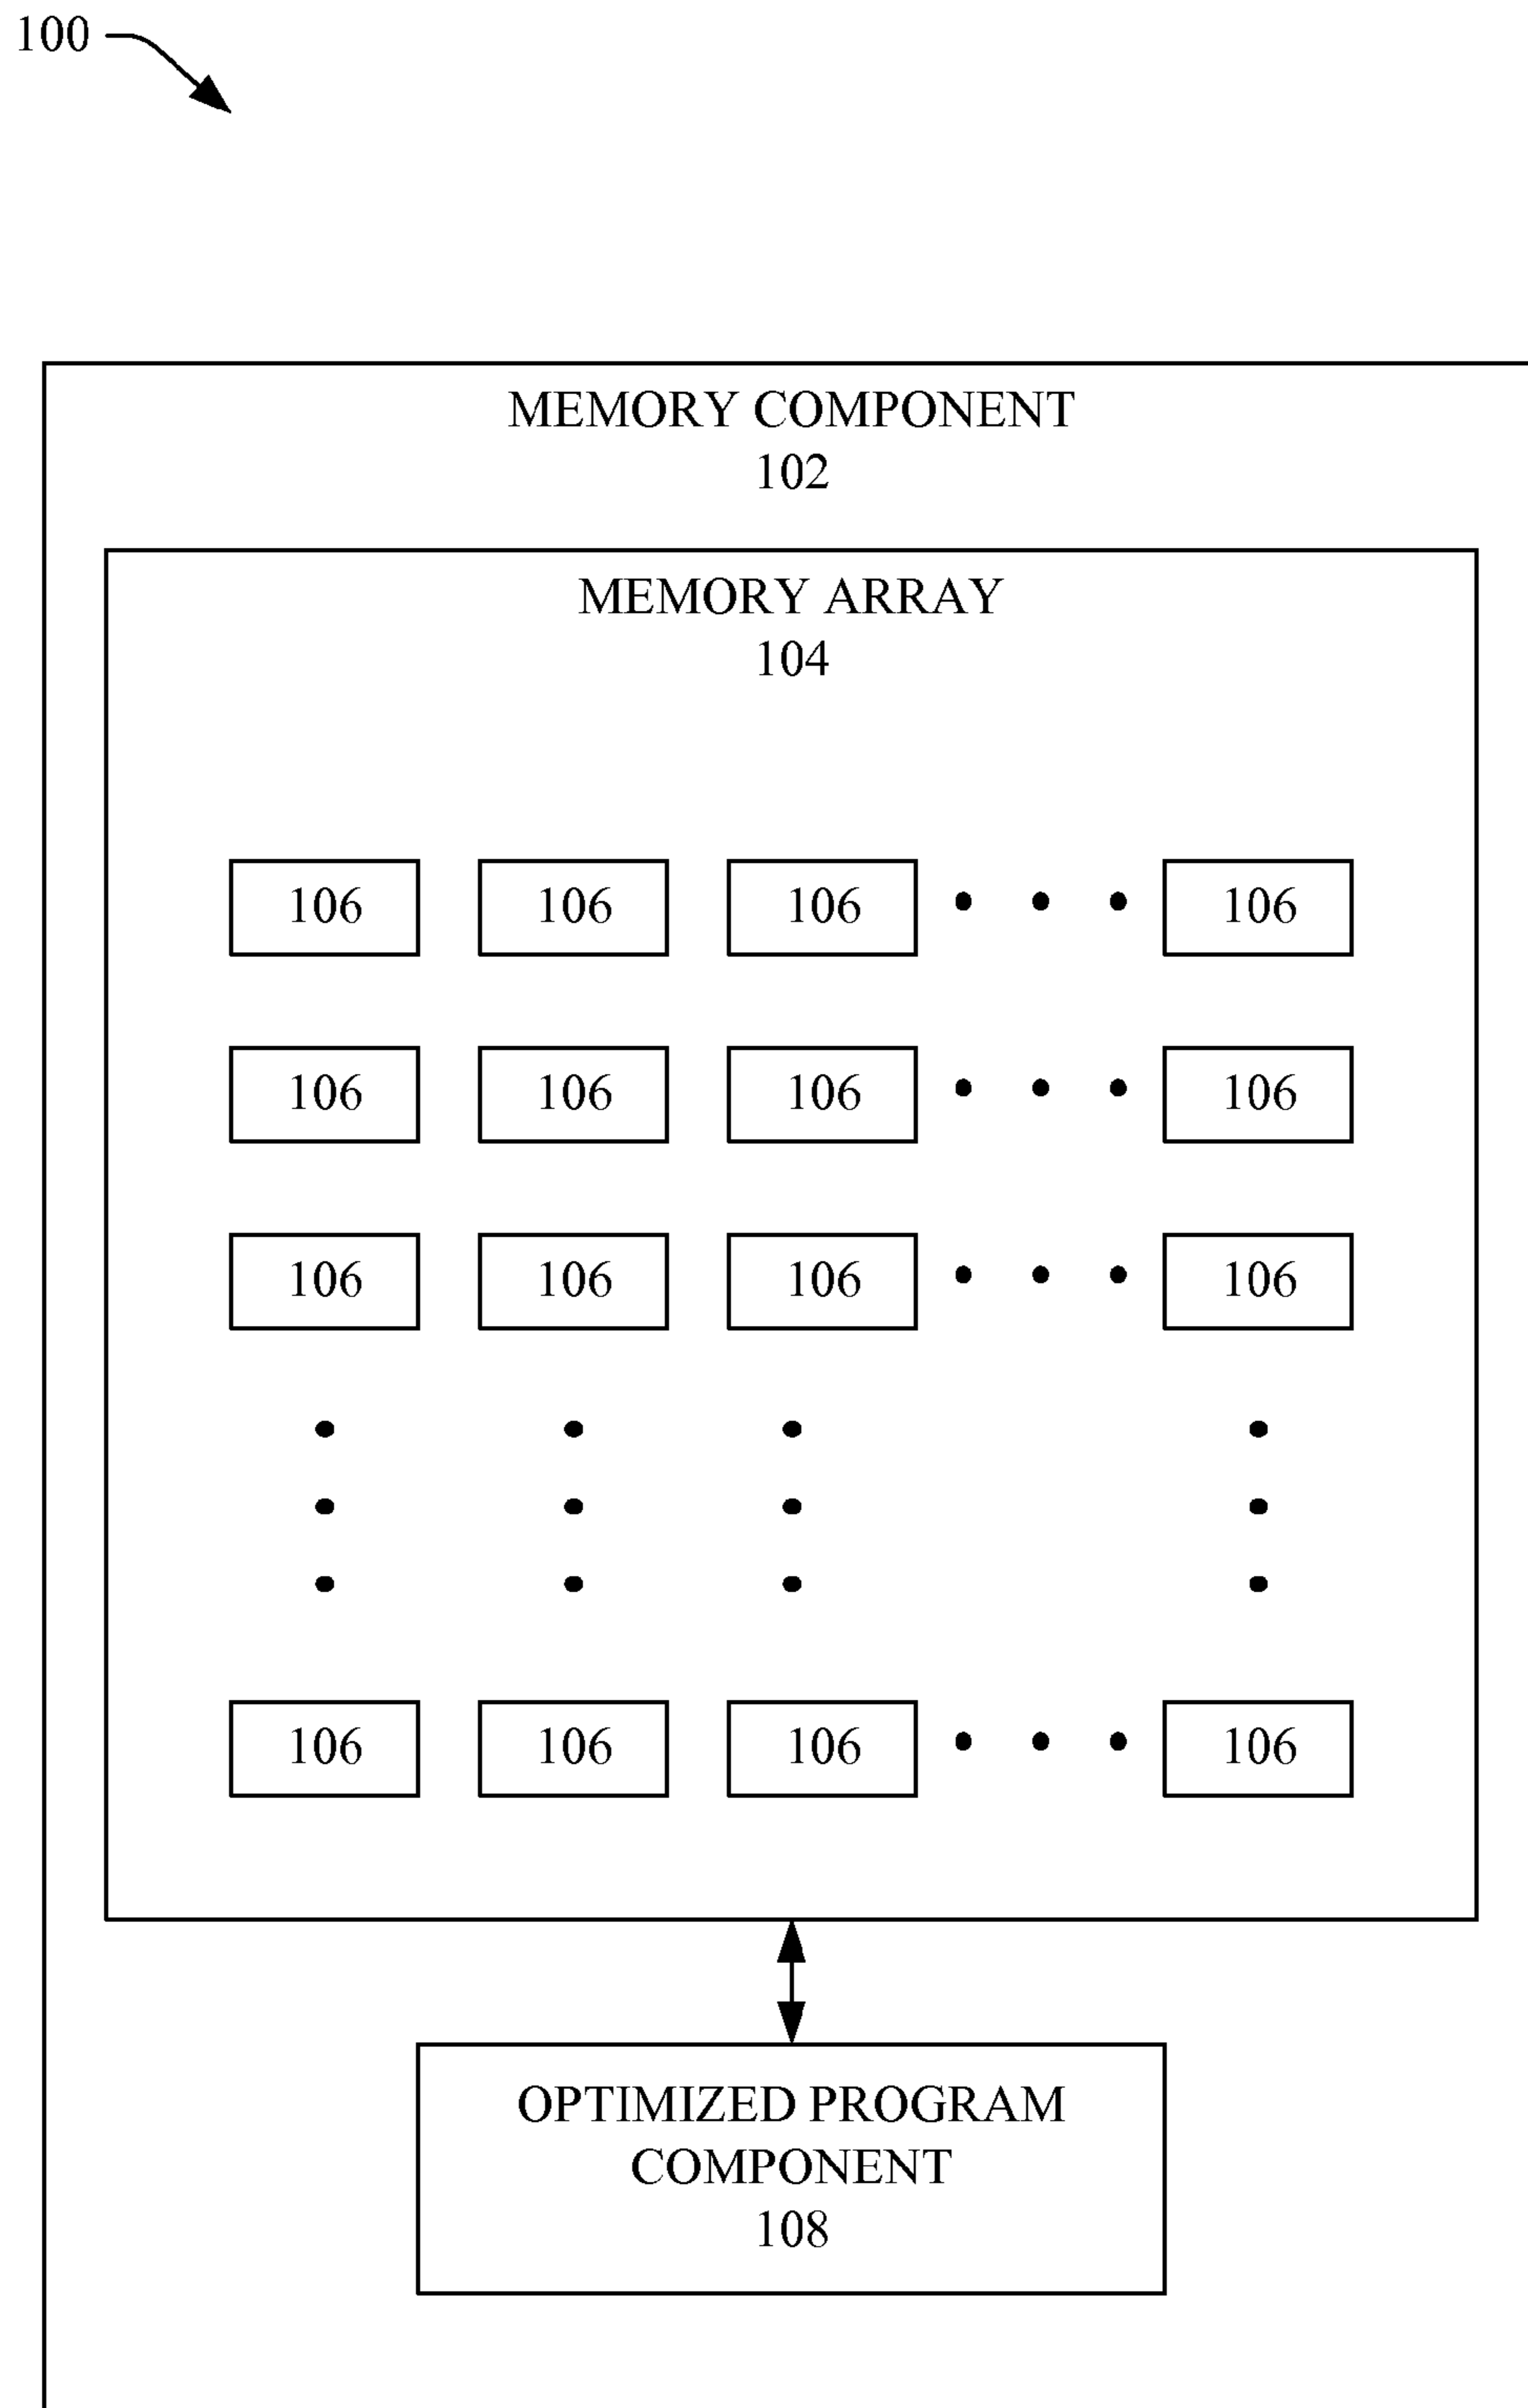 100
MEMORY COMPONENT
102
MEMORY ARRAY
104
106 106 106 106
106 106 106 106
106 106 106 106
106 106 106 106
OPTIMIZED PROGRAM
COMPONENT
108